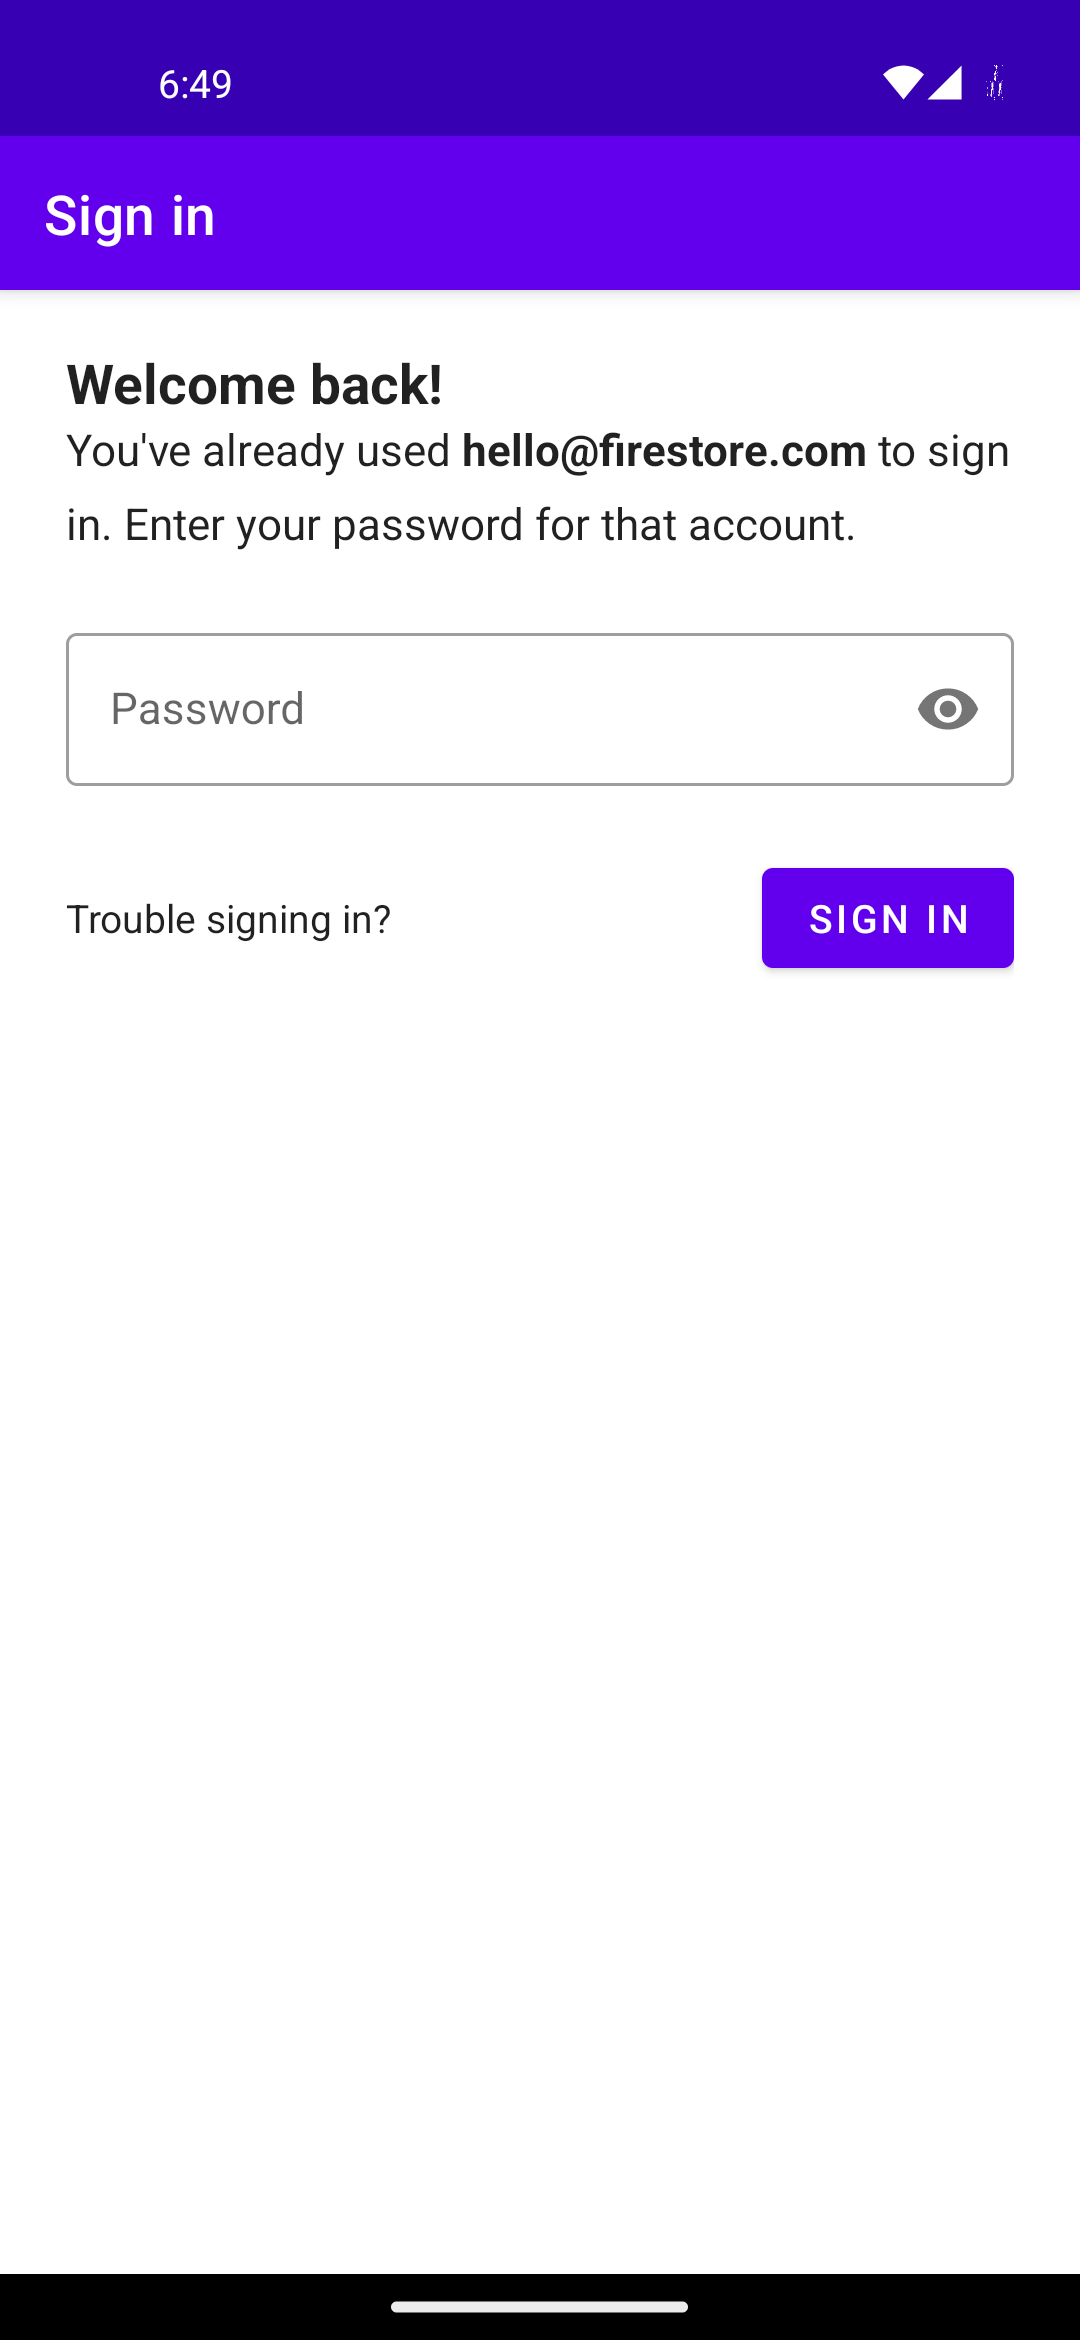 6:49
Sign in
Welcome back!
You've already used hello@firestore.com to sign
in. Enter your password for that account.
Password
Trouble signing in?
SIGN IN